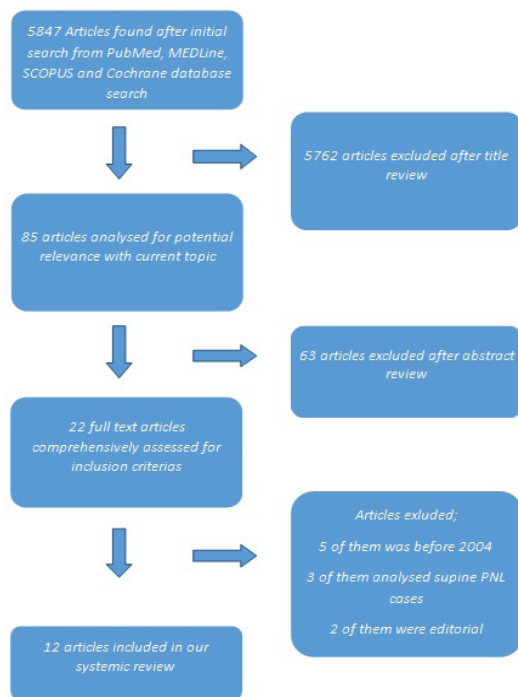 5847 Articles found after initial
search from PubMed, MEDLine,
SCOPUS and Cochrane database
search
5762 articles excluded after title
review
85 articles analysed for potential
relevance with current topic
63 articles excluded after abstract
review
22 full text articles
comprehensively assessed for
inclusion criterias
Articles exluded;
5 of them was before 2004
3 of them analysed supine PNL
cases
2 of them were editorial
12 articles included in our
systemic review